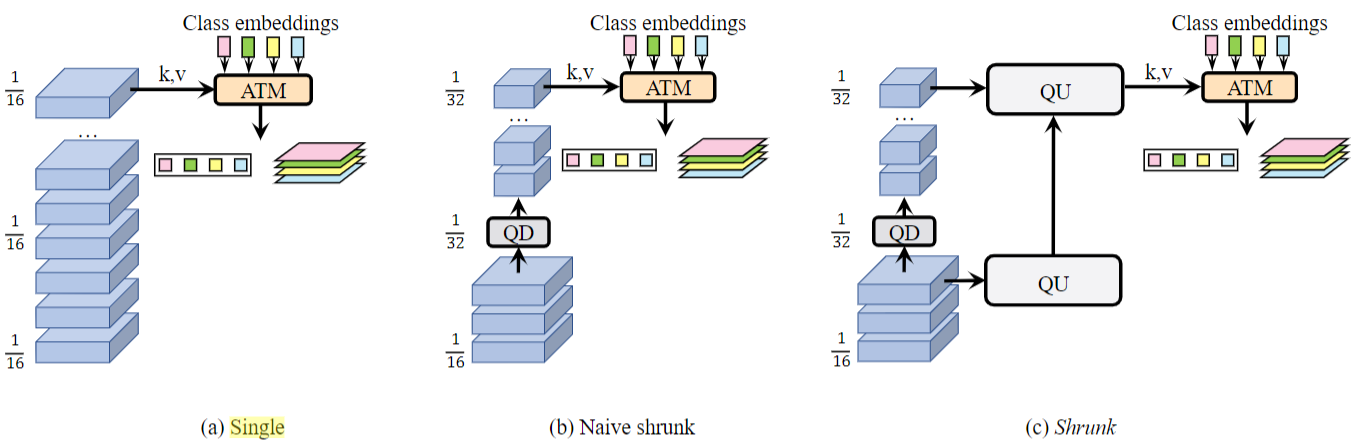 Class embeddings
1/16
k,v
ATM
...
1/16
1/16
(a) Single
Class embeddings
1/32
k,v
ATM
...
1/32
QD
1/16
(b) Naive shrunk
Class embeddings
1/32
QU
k,v
ATM
...
1/32
QD
QU
1/16
(c) Shrunk